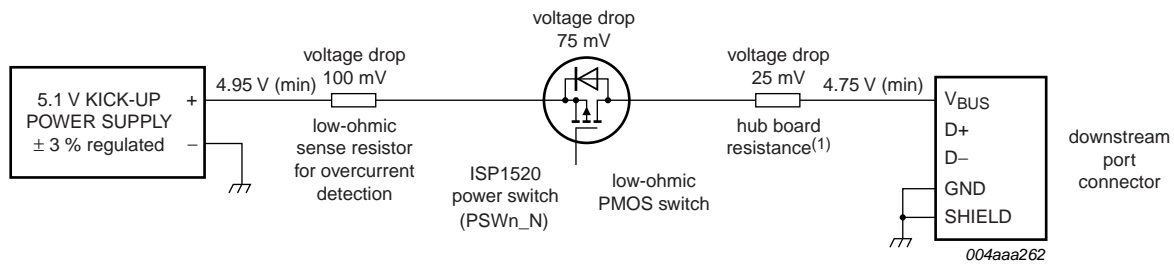 5.1 V KICK-UP
POWER SUPPLY
± 3 % regulated
+
−
4.95 V (min)
voltage drop
100 mV
low-ohmic
sense resistor
for overcurrent
detection
voltage drop
75 mV
ISP1520
power switch
(PSWn_N)
low-ohmic
PMOS switch
voltage drop
25 mV
hub board
resistance(1)
4.75 V (min)
VBUS
D+
D−
GND
SHIELD
downstream
port
connector
004aaa262